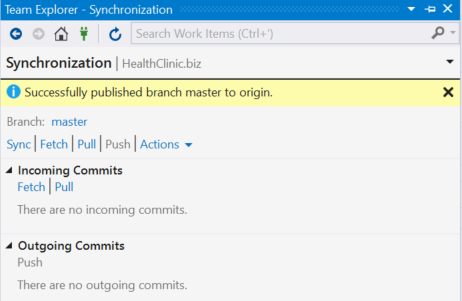 Team Explorer - Synchronization
Search Work Items (Ctrl+')
Synchronization | HealthClinic.biz
Successfully published branch master to origin.
Branch: master
Sync | Fetch | Pull | Push | Actions
Incoming Commits
Fetch | Pull
There are no incoming commits.
Outgoing Commits
Push
There are no outgoing commits.